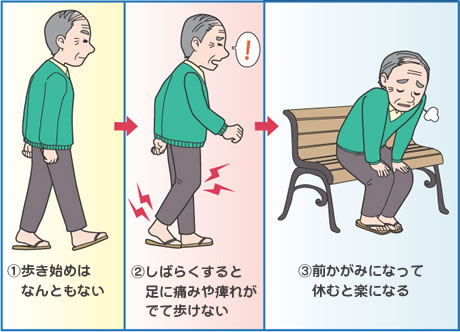 !
①歩き始めは
なんともない
②しばらくすると
足に痛みや痺れが
でて歩けない
③前かがみになって
休むと楽になる